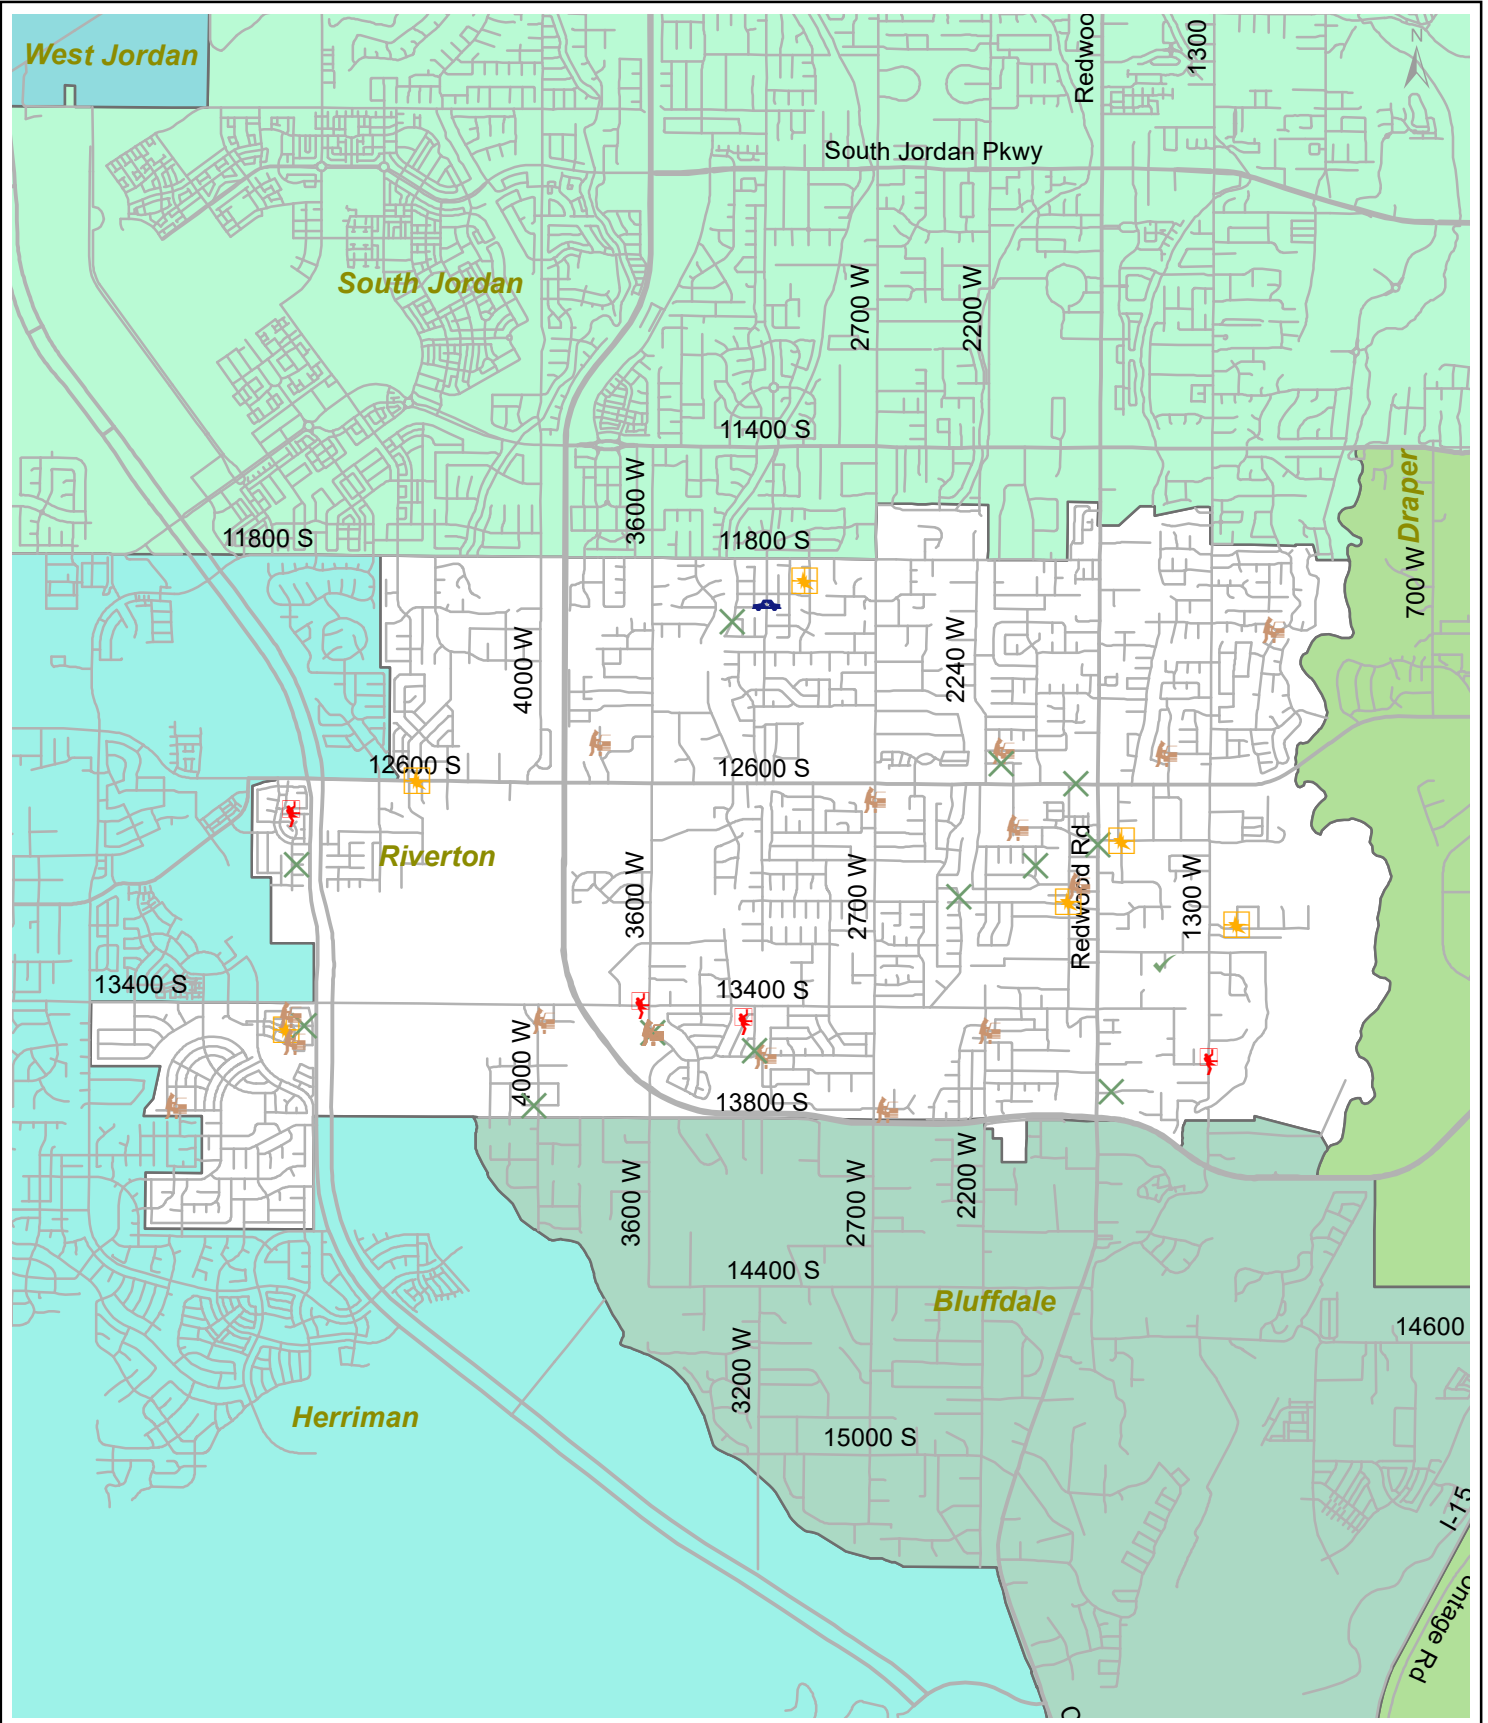 West Jordan
Redwoo
1300
N
South Jordan Pkwy
South Jordan
2700 W
2200 W
11400 S
3600 W
Draper
11800 S
11800 S
700 W
4000 W
2240 W
12600 S
12600 S
Riverton
3600 W
2700 W
Redwood Rd
1300 W
13400 S
13400 S
4000 W
13800 S
3600 W
2700 W
2200 W
14400 S
Bluffdale
14600
3200 W
Herriman
15000 S
I-15
ontage Rd